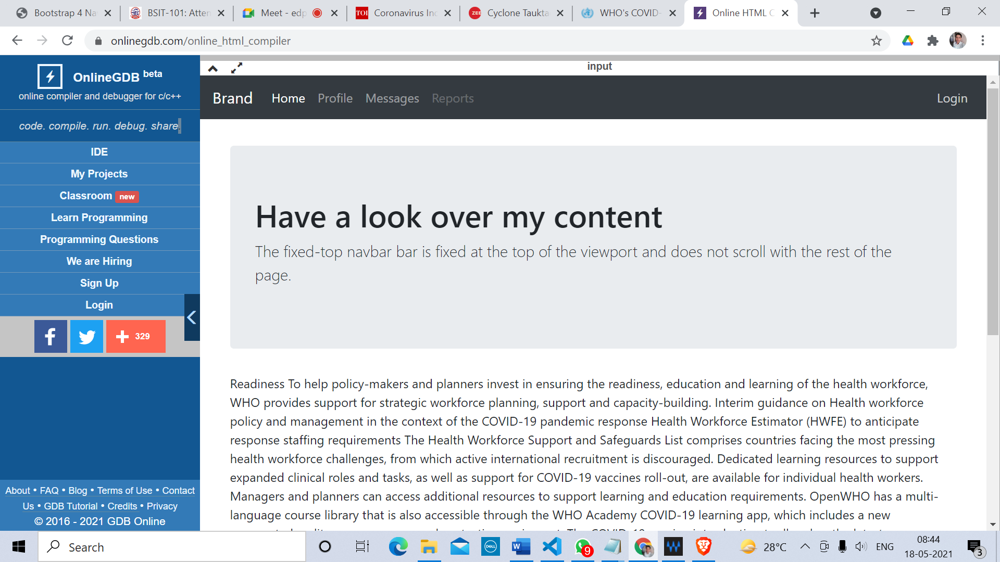 Bootstrap 4 Na
BSIT-101: Atten
Meet - edp
TOI
Coronavirus Inc
ZEE
Cyclone Taukta
WHO's COVID-
Online HTML C
onlinegdb.com/online_html_compiler
OnlineGDB beta
online compiler and debugger for c/c++
code. compile. run. debug. share.
IDE
My Projects
Classroom new
Learn Programming
Programming Questions
We are Hiring
Sign Up
Login
329
About • FAQ • Blog • Terms of Use • Contact
Us • GDB Tutorial • Credits • Privacy
© 2016 - 2021 GDB Online
input
Brand Home Profile Messages Reports Login
Have a look over my content
The fixed-top navbar bar is fixed at the top of the viewport and does not scroll with the rest of the
page.
Readiness To help policy-makers and planners invest in ensuring the readiness, education and learning of the health workforce,
WHO provides support for strategic workforce planning, support and capacity-building. Interim guidance on Health workforce
policy and management in the context of the COVID-19 pandemic response Health Workforce Estimator (HWFE) to anticipate
response staffing requirements The Health Workforce Support and Safeguards List comprises countries facing the most pressing
health workforce challenges, from which active international recruitment is discouraged. Dedicated learning resources to support
expanded clinical roles and tasks, as well as support for COVID-19 vaccines roll-out, are available for individual health workers.
Managers and planners can access additional resources to support learning and education requirements. OpenWHO has a multi-
language course library that is also accessible through the WHO Academy COVID-19 learning app, which includes a new
Search
DELL
W
9
28°C
ENG
08:44
18-05-2021
3